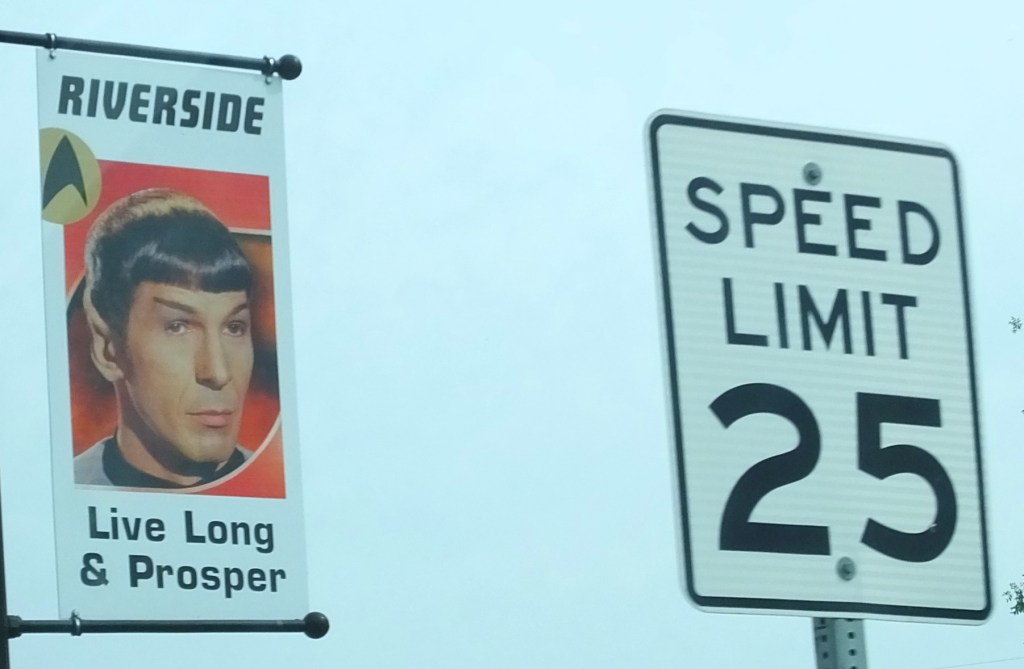 RIVERSIDE
Live Long
& Prosper
SPEED
LIMIT
25